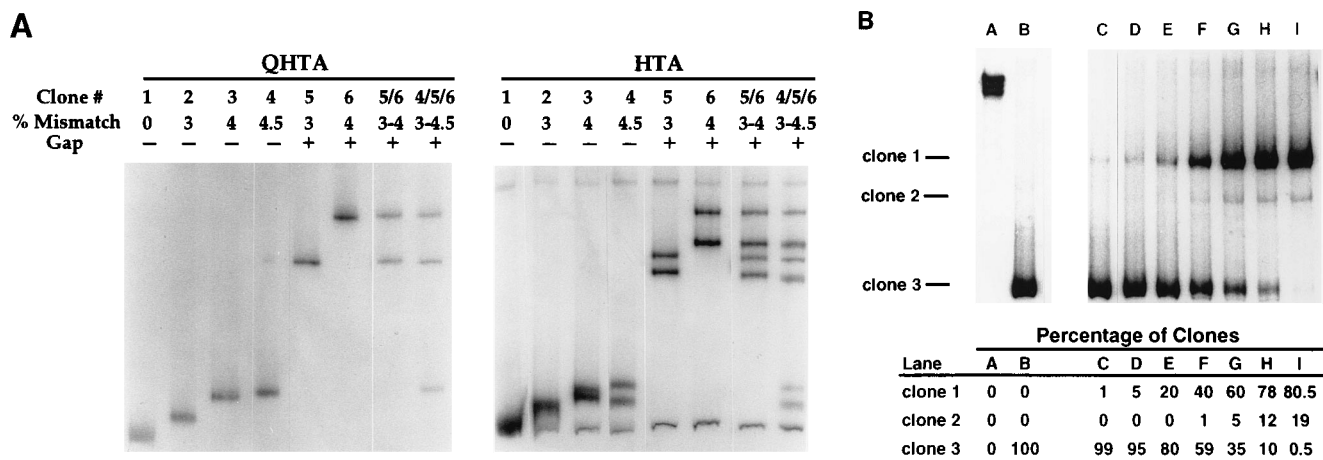 A
QHTA
Clone # 1 2 3 4 5 6 5/6 4/5/6
% Mismatch 0 3 4 4.5 3 4 3-4 3-4.5
Gap − − − − + + + +
HTA
1 2 3 4 5 6 5/6 4/5/6
0 3 4 4.5 3 4 3-4 3-4.5
− − − − + + + +
B
A B C D E F G H I
clone 1
clone 2
clone 3
Percentage of Clones
Lane A B C D E F G H I
clone 1 0 0 1 5 20 40 60 78 80.5
clone 2 0 0 0 0 0 1 5 12 19
clone 3 0 100 99 95 80 59 35 10 0.5